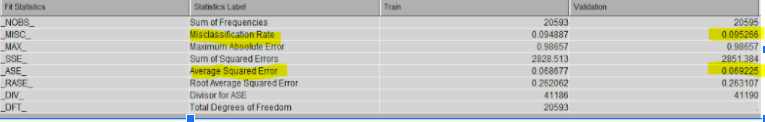 Fit Statistics Statistics Label Train Validation
_NOBS_ Sum of Frequencies 20593 20595
_MISC_ Misclassification Rate 0.094887 0.095266
_MAX_ Maximum Absolute Error 0.98657 0.98657
_SSE_ Sum of Squared Errors 2828.513 2851.384
_ASE_ Average Squared Error 0.068677 0.069225
_RASE_ Root Average Squared Error 0.262062 0.263107
_DIV_ Divisor for ASE 41186 41190
_DFT_ Total Degrees of Freedom 20593 .